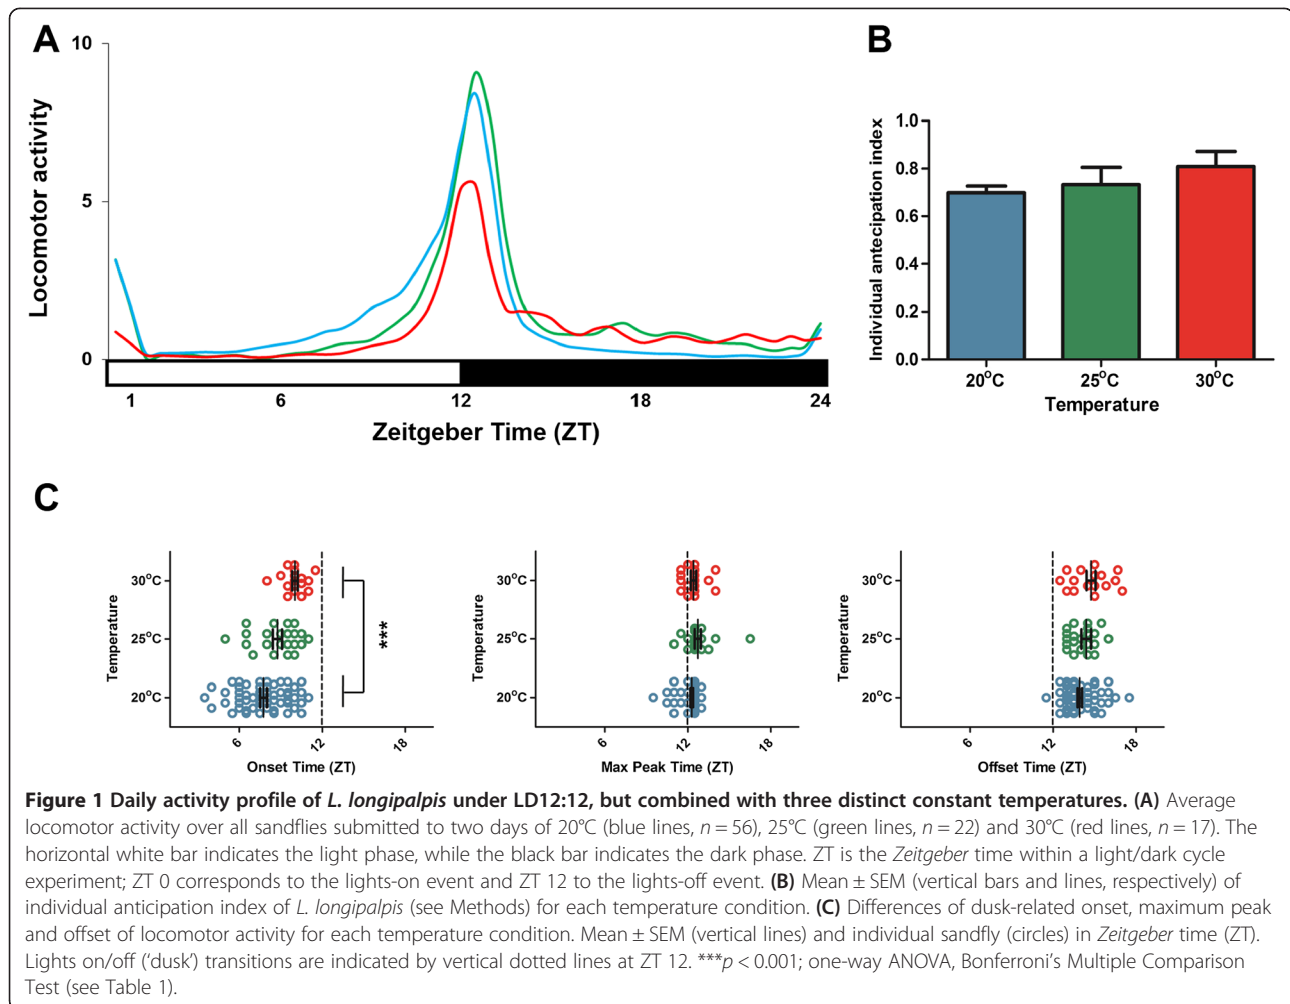 A
10
5
0
Locomotor activity
1 6 12 18 24
Zeitgeber Time (ZT)
B
1.0
0.8
0.6
0.4
0.2
0.0
Individual antecipation index
20°C 25°C 30°C
Temperature
C
30°C
25°C
20°C
Temperature
***
6 12 18
Onset Time (ZT)
30°C
25°C
20°C
Temperature
6 12 18
Max Peak Time (ZT)
30°C
25°C
20°C
Temperature
6 12 18
Offset Time (ZT)
Figure 1 Daily activity profile of L. longipalpis under LD12:12, but combined with three distinct constant temperatures. (A) Average
locomotor activity over all sandflies submitted to two days of 20°C (blue lines, n = 56), 25°C (green lines, n = 22) and 30°C (red lines, n = 17). The
horizontal white bar indicates the light phase, while the black bar indicates the dark phase. ZT is the Zeitgeber time within a light/dark cycle
experiment; ZT 0 corresponds to the lights-on event and ZT 12 to the lights-off event. (B) Mean ± SEM (vertical bars and lines, respectively) of
individual anticipation index of L. longipalpis (see Methods) for each temperature condition. (C) Differences of dusk-related onset, maximum peak
and offset of locomotor activity for each temperature condition. Mean ± SEM (vertical lines) and individual sandfly (circles) in Zeitgeber time (ZT).
Lights on/off (‘dusk’) transitions are indicated by vertical dotted lines at ZT 12. ***p < 0.001; one-way ANOVA, Bonferroni’s Multiple Comparison
Test (see Table 1).